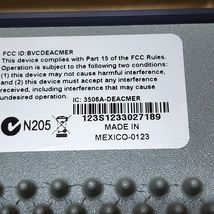 FCC ID:BVCDEACMER
This device complies with Part 15 of the FCC Rules.
Operation is subject to the following two conditions:
(1) this device may not cause harmful interference,
and (2) this device must accept any interference
received, including interference that may cause
undesired operation.
IC: 3506A-DEACMER
123S1233027189
N205
MADE IN
MEXICO-0123